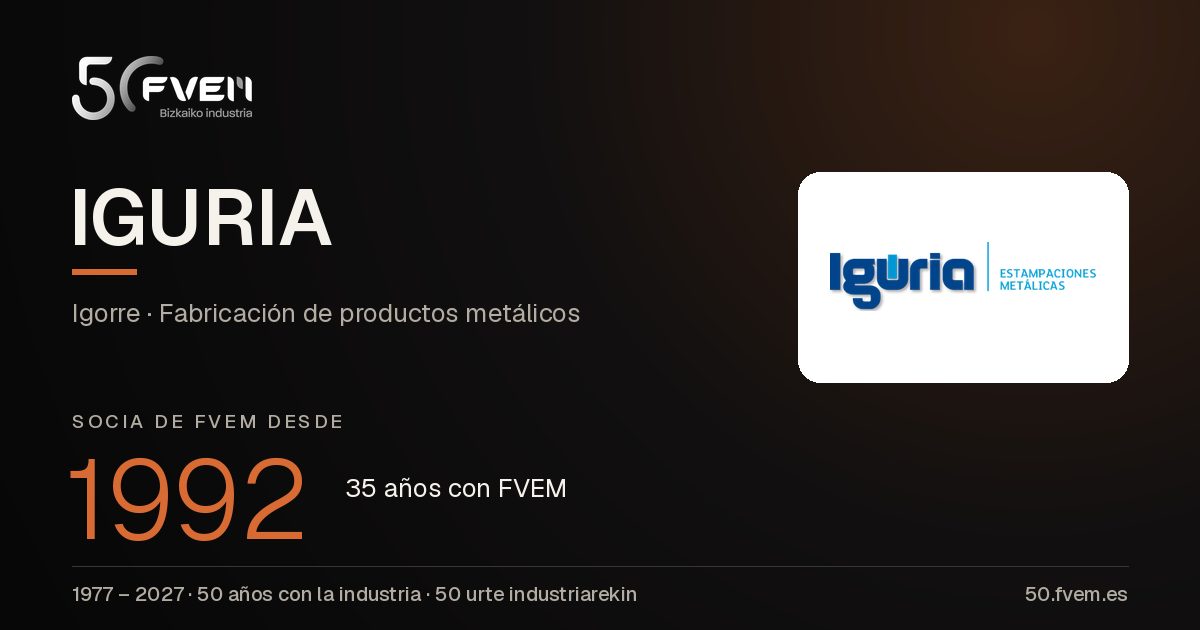 50 FVEM
Bizkaiko industria
IGURIA
Igorre · Fabricación de productos metálicos
Iguria
ESTAMPACIONES
METÁLICAS
SOCIA DE FVEM DESDE
1992
35 años con FVEM
1977 – 2027 · 50 años con la industria · 50 urte industriarekin
50.fvem.es